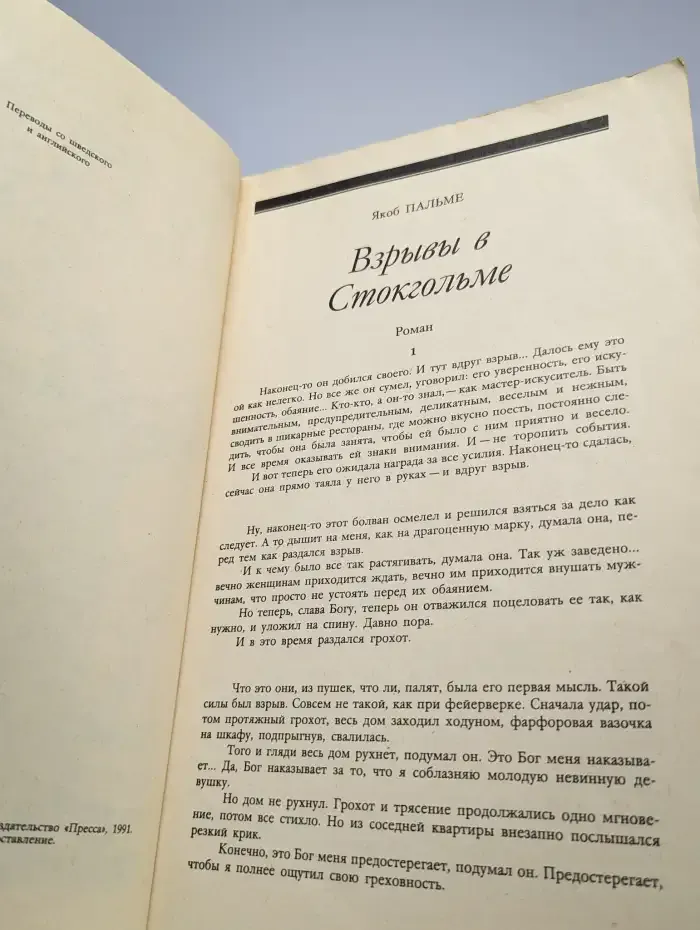 Переводы со шведского
и английского
здательство «Пресса», 1991.
ставление.
Якоб ПАЛЬМЕ
Взрывы в
Стокгольме
Роман
1
Наконец-то он добился своего. И тут вдруг взрыв... Далось ему это
ой как нелегко. Но все же он сумел, уговорил: его уверенность, его иску-
шенность, обаяние... Кто-кто, а он-то знал,— как мастер-искуситель. Быть
внимательным, предупредительным, деликатным, веселым и нежным,
сводить в шикарные рестораны, где можно вкусно поесть, постоянно сле-
дить, чтобы она была занята, чтобы ей было с ним приятно и весело.
И все время оказывать ей знаки внимания. И — не торопить события.
И вот теперь его ожидала награда за все усилия. Наконец-то сдалась,
сейчас она прямо таяла у него в руках — и вдруг взрыв.
Ну, наконец-то этот болван осмелел и решился взяться за дело как
следует. А то дышит на меня, как на драгоценную марку, думала она, пе-
ред тем как раздался взрыв.
И к чему было все так растягивать, думала она. Так уж заведено...
вечно женщинам приходится ждать, вечно им приходится внушать муж-
чинам, что просто не устоять перед их обаянием.
Но теперь, слава Богу, теперь он отважился поцеловать ее так, как
нужно, и уложил на спину. Давно пора.
И в это время раздался грохот.
Что это они, из пушек, что ли, палят, была его первая мысль. Такой
силы был взрыв. Совсем не такой, как при фейерверке. Сначала удар, по-
том протяжный грохот, весь дом заходил ходуном, фарфоровая вазочка
на шкафу, подпрыгнув, свалилась.
Того и гляди весь дом рухнет, подумал он. Это Бог меня наказыва-
ет... Да, Бог наказывает за то, что я соблазняю молодую невинную де-
вушку.
Но дом не рухнул. Грохот и трясение продолжались одно мгнове-
ние, потом все стихло. Но из соседней квартиры внезапно послышался
резкий крик.
Конечно, это Бог меня предостерегает, подумал он. Предостерегает,
чтобы я полнее ощутил свою греховность.